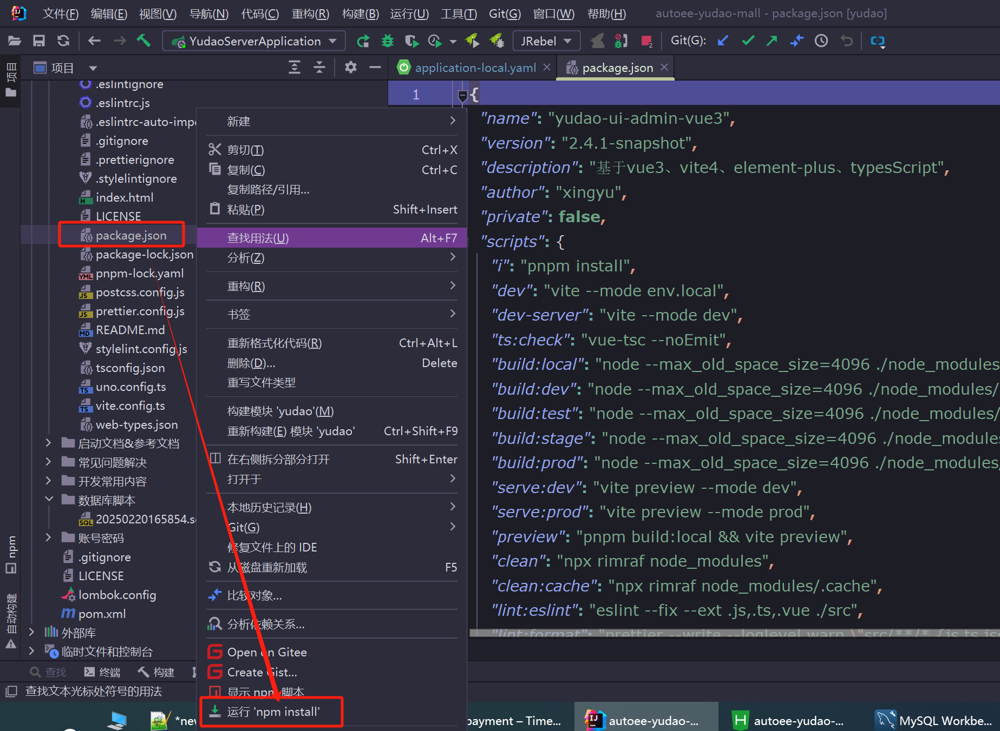 文件(F) 编辑(E) 视图(V) 导航(N) 代码(C) 重构(R) 构建(B) 运行(U) 工具(T) Git(G) 窗口(W) 帮助(H) autoee-yudao-mall - package.json [yudao]
YudaoServerApplication JRebel 2 Git(G):
项目
项目
application-local.yaml
package.json
.eslintignore
.eslintrc.js
.eslintrc-auto-impo
.gitignore
.prettierignore
.stylelintignore
index.html
LICENSE
package.json
package-lock.json
pnpm-lock.yaml
postcss.config.js
prettier.config.js
README.md
stylelint.config.js
tsconfig.json
uno.config.ts
vite.config.ts
web-types.json
启动文档&参考文档
常见问题解决
开发常用内容
数据库脚本
20250220165854.s
账号密码
.gitignore
LICENSE
lombok.config
pom.xml
外部库
临时文件和控制台
npm
自动构建
新建
剪切(T) Ctrl+X
复制(C) Ctrl+C
复制路径/引用...
粘贴(P) Shift+Insert
查找用法(U) Alt+F7
分析(Z)
重构(R)
书签
重新格式化代码(R) Ctrl+Alt+L
删除(D)... Delete
重写文件类型
构建模块 'yudao'(M)
重新构建(E) 模块 'yudao' Ctrl+Shift+F9
在右侧拆分部分打开 Shift+Enter
打开于
本地历史记录(H)
Git(G)
修复文件上的 IDE
从磁盘重新加载 F5
比较对象...
分析依赖关系...
Open on Gitee
Create Gist...
显示 npm 脚本
运行 'npm install'
1 {
"name": "yudao-ui-admin-vue3",
"version": "2.4.1-snapshot",
"description": "基于vue3、vite4、element-plus、typesScript",
"author": "xingyu",
"private": false,
"scripts": {
"i": "pnpm install",
"dev": "vite --mode env.local",
"dev-server": "vite --mode dev",
"ts:check": "vue-tsc --noEmit",
"build:local": "node --max_old_space_size=4096 ./node_modules
"build:dev": "node --max_old_space_size=4096 ./node_modules/
"build:test": "node --max_old_space_size=4096 ./node_modules/
"build:stage": "node --max_old_space_size=4096 ./node_modules
"build:prod": "node --max_old_space_size=4096 ./node_modules/
"serve:dev": "vite preview --mode dev",
"serve:prod": "vite preview --mode prod",
"preview": "pnpm build:local && vite preview",
"clean": "npx rimraf node_modules",
"clean:cache": "npx rimraf node_modules/.cache",
"lint:eslint": "eslint --fix --ext .js,.ts,.vue ./src",
"lint:format": "prettier --write --loglevel warn \"src/**/*.{js,ts,jso
查找 终端 构建
查找文本光标处符号的用法
*new payment – Time... autoee-yudao-... autoee-yudao-... MySQL Workbe...